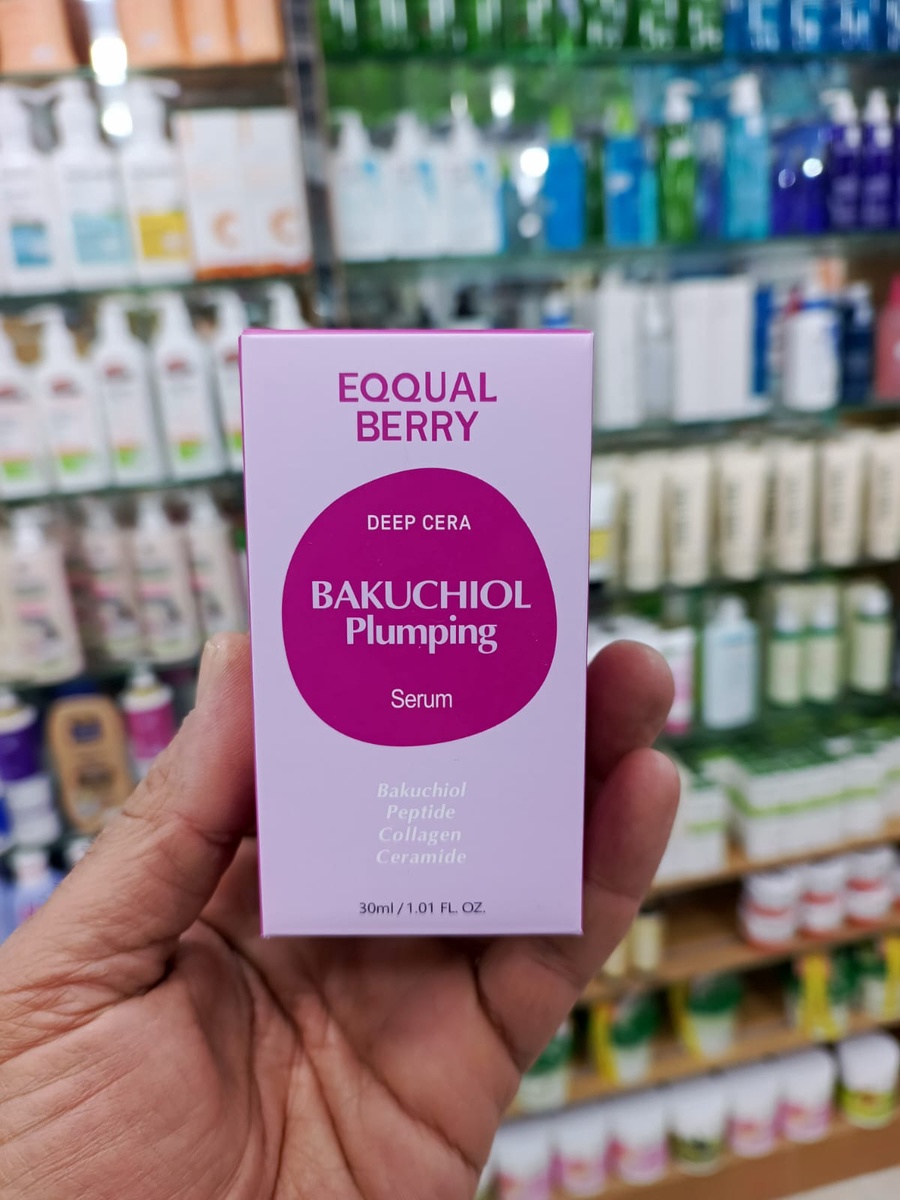 EQQUAL
BERRY
DEEP CERA
BAKUCHIOL
Plumping
Serum
Bakuchiol
Peptide
Collagen
Ceramide
30ml / 1.01 FL. OZ.